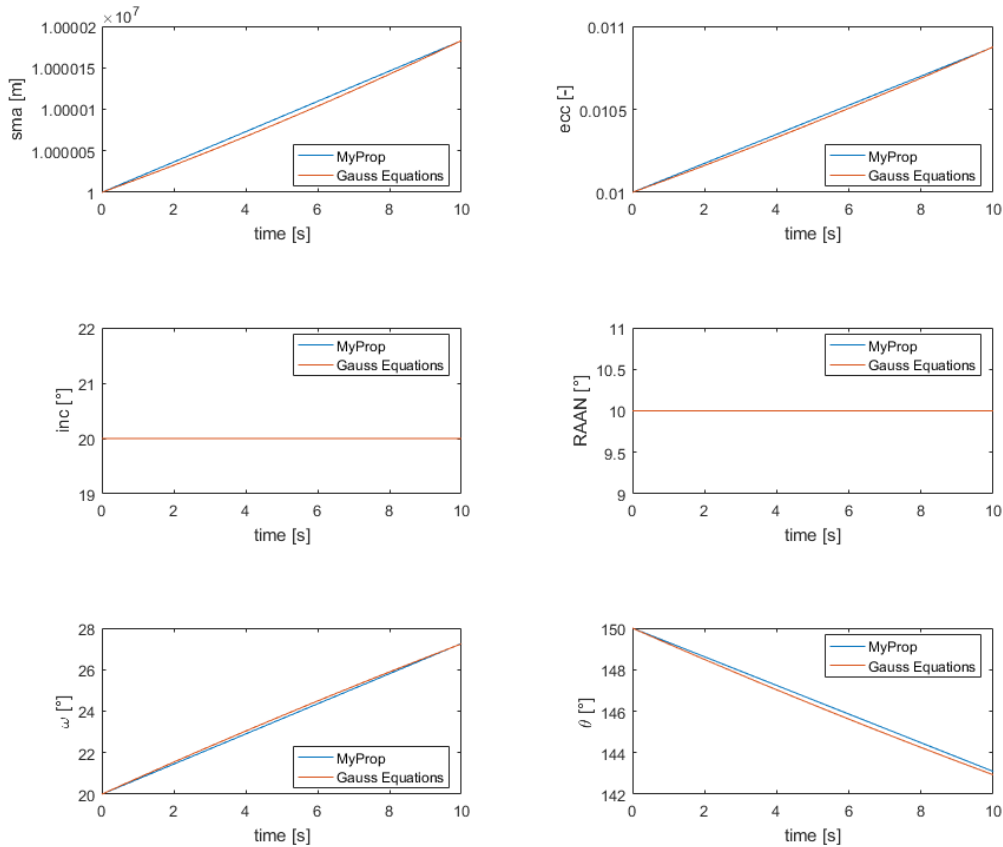 ×10⁷
1.00002
1.000015
1.00001
1.000005
1
sma [m]
0 2 4 6 8 10
time [s]
MyProp
Gauss Equations
0.011
0.0105
0.01
ecc [-]
0 2 4 6 8 10
time [s]
MyProp
Gauss Equations
22
21
20
19
inc [°]
0 2 4 6 8 10
time [s]
MyProp
Gauss Equations
11
10.5
10
9.5
9
RAAN [°]
0 2 4 6 8 10
time [s]
MyProp
Gauss Equations
28
26
24
22
20
ω [°]
0 2 4 6 8 10
time [s]
MyProp
Gauss Equations
150
148
146
144
142
θ [°]
0 2 4 6 8 10
time [s]
MyProp
Gauss Equations